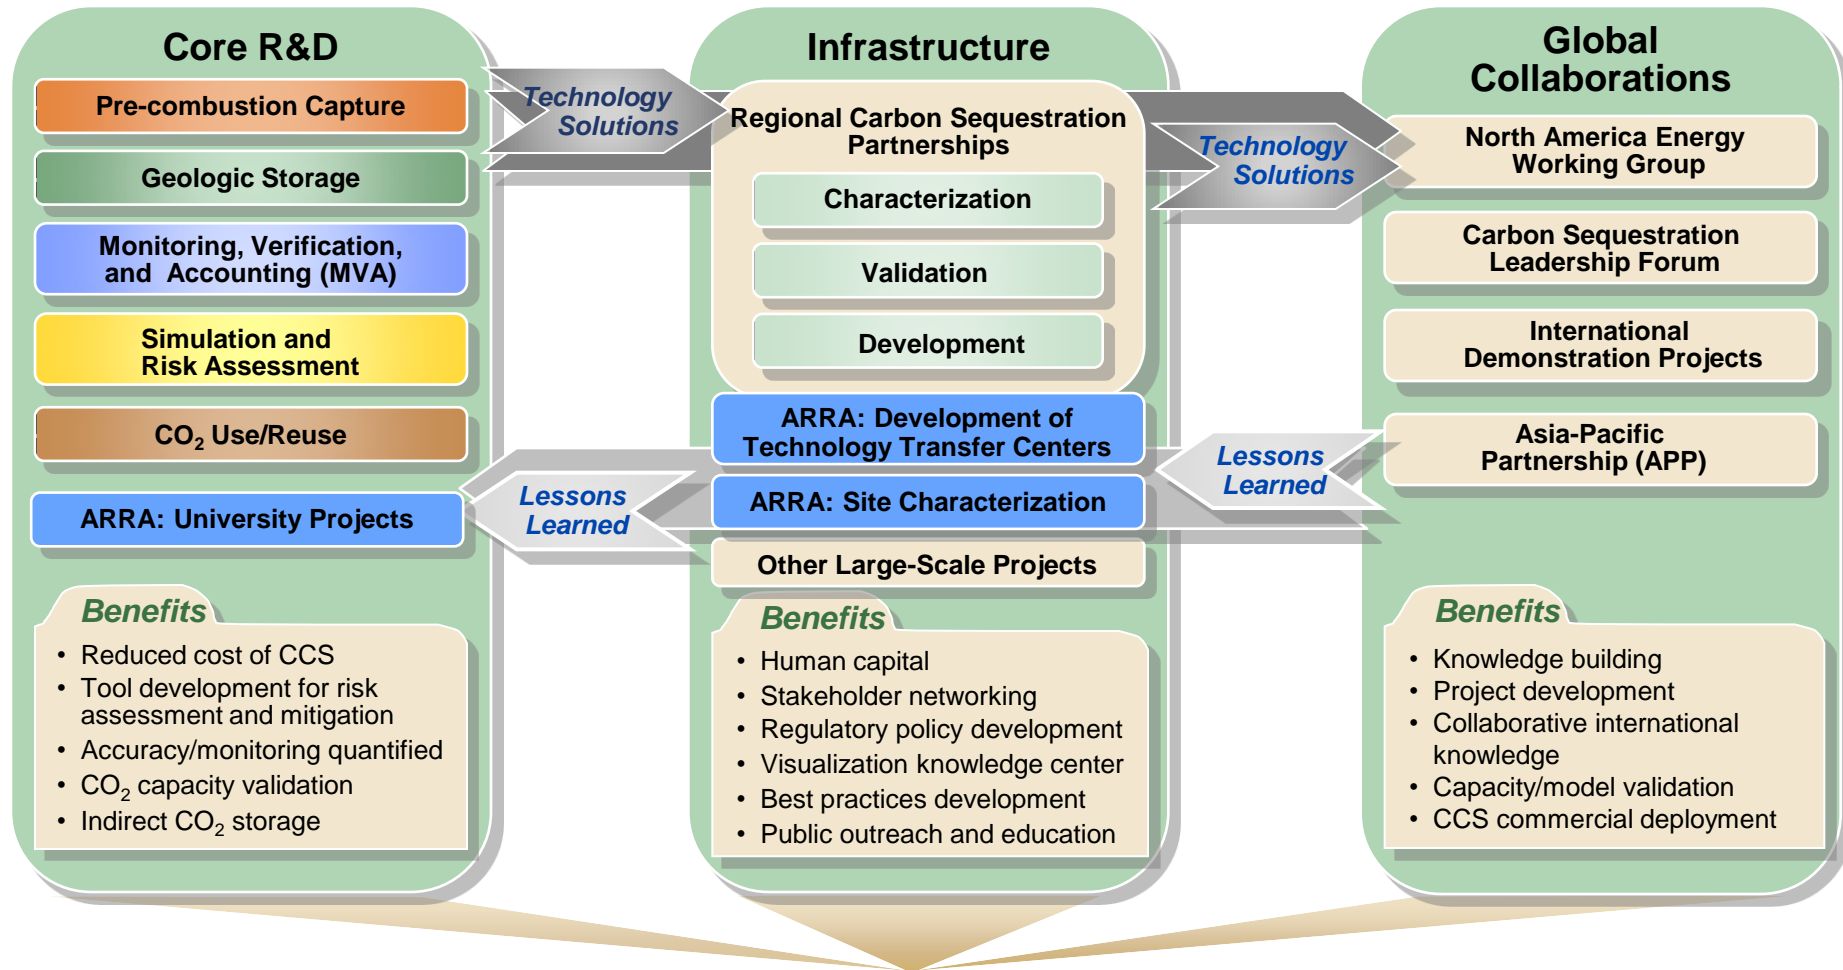 Core R&D
Pre-combustion Capture
Geologic Storage
Monitoring, Verification,
and Accounting (MVA)
Simulation and
Risk Assessment
CO₂ Use/Reuse
ARRA: University Projects
Benefits
• Reduced cost of CCS
• Tool development for risk
assessment and mitigation
• Accuracy/monitoring quantified
• CO₂ capacity validation
• Indirect CO₂ storage
Technology
Solutions
Lessons
Learned
Infrastructure
Regional Carbon Sequestration
Partnerships
Characterization
Validation
Development
ARRA: Development of
Technology Transfer Centers
ARRA: Site Characterization
Other Large-Scale Projects
Benefits
• Human capital
• Stakeholder networking
• Regulatory policy development
• Visualization knowledge center
• Best practices development
• Public outreach and education
Technology
Solutions
Lessons
Learned
Global
Collaborations
North America Energy
Working Group
Carbon Sequestration
Leadership Forum
International
Demonstration Projects
Asia-Pacific
Partnership (APP)
Benefits
• Knowledge building
• Project development
• Collaborative international
knowledge
• Capacity/model validation
• CCS commercial deployment